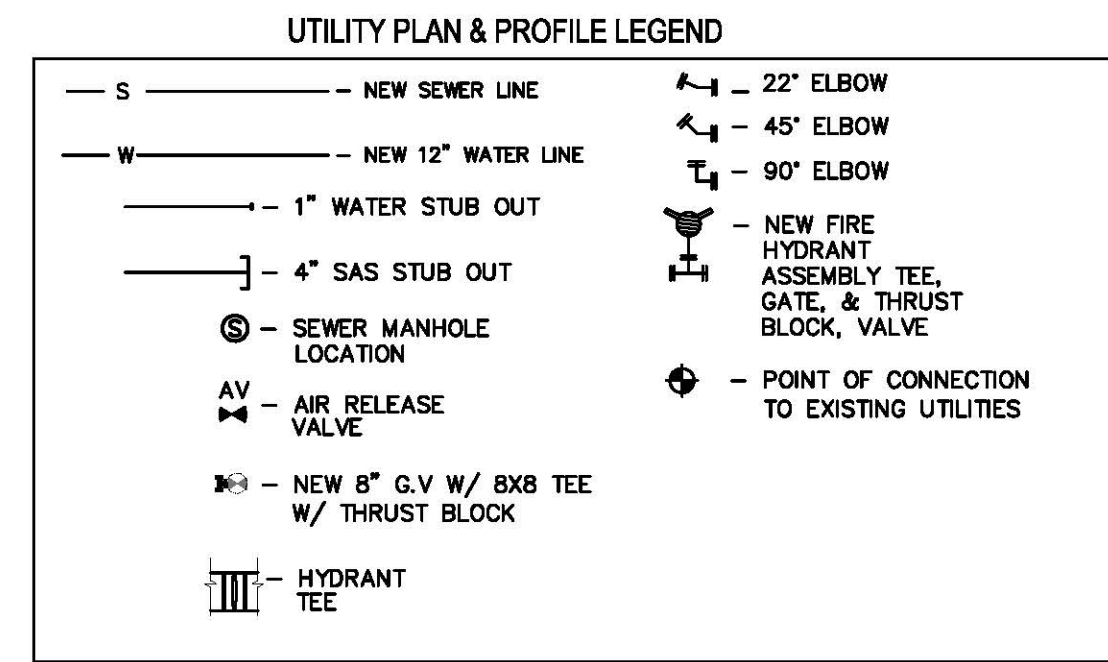 UTILITY PLAN & PROFILE LEGEND
S — NEW SEWER LINE
W — NEW 12" WATER LINE
– 1" WATER STUB OUT
– 4" SAS STUB OUT
S – SEWER MANHOLE
LOCATION
AV
– AIR RELEASE
VALVE
– NEW 8" G.V W/ 8X8 TEE
W/ THRUST BLOCK
– HYDRANT
TEE
– 22° ELBOW
– 45° ELBOW
– 90° ELBOW
– NEW FIRE
HYDRANT
ASSEMBLY TEE,
GATE, & THRUST
BLOCK, VALVE
– POINT OF CONNECTION
TO EXISTING UTILITIES